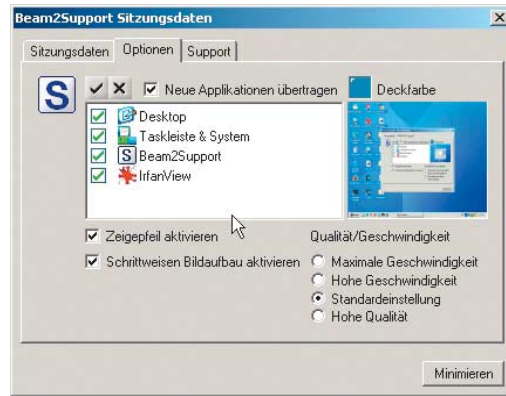 Beam2Support Sitzungsdaten
Sitzungsdaten Optionen Support
S Neue Applikationen übertragen Deckfarbe
Desktop
Taskleiste & System
S Beam2Support
IrfanView
Zeigepfeil aktivieren
Schrittweisen Bildaufbau aktivieren
Qualität/Geschwindigkeit
Maximale Geschwindigkeit
Hohe Geschwindigkeit
Standardeinstellung
Hohe Qualität
Minimieren